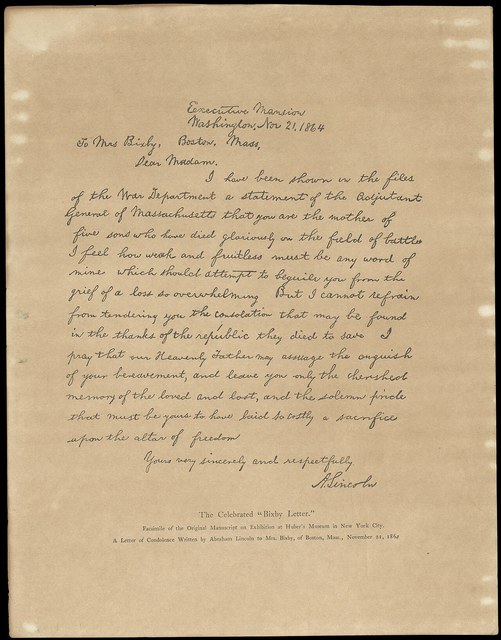 Executive Mansion
Washington, Nov 21, 1864
To Mrs Bixby, Boston, Mass,
Dear Madam.
I have been shown in the files
of the War Department a statement of the Adjutant
General of Massachusetts that you are the mother of
five sons who have died gloriously on the field of battle
I feel how weak and fruitless must be any word of
mine which should attempt to beguile you from the
grief of a loss so overwhelming But I cannot refrain
from tendering you the consolation that may be found
in the thanks of the republic they died to save I
pray that our Heavenly Father may assuage the anguish
of your bereavement, and leave you only the cherished
memory of the loved and lost, and the solemn pride
that must be yours to have laid so costly a sacrifice
upon the altar of freedom
Yours very sincerely and respectfully
A. Lincoln
The Celebrated "Bixby Letter."
Facsimile of the Original Manuscript on Exhibition at Huber's Museum in New York City.
A Letter of Condolence Written by Abraham Lincoln to Mrs. Bixby, of Boston, Mass., November 21, 1864